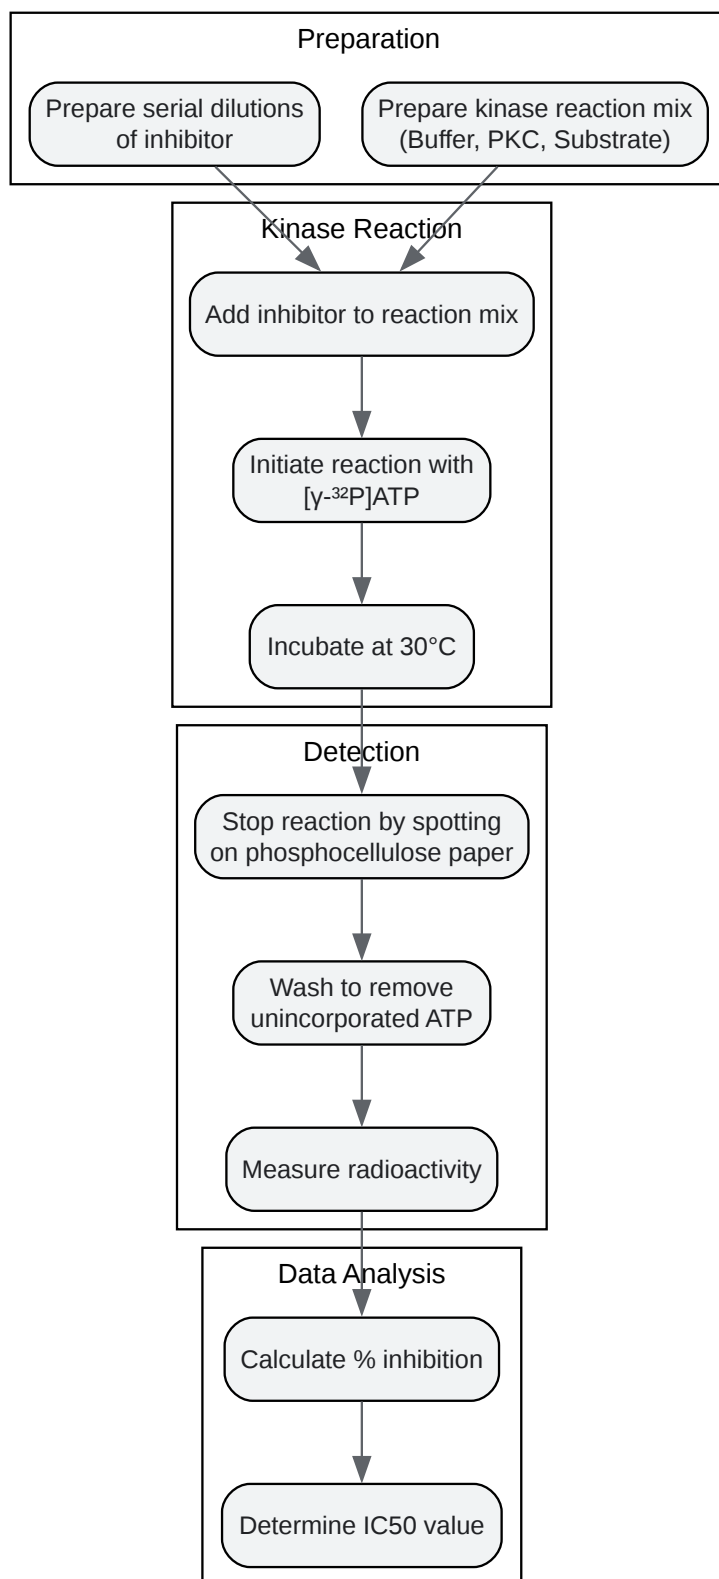 Preparation
Prepare serial dilutions
of inhibitor
Prepare kinase reaction mix
(Buffer, PKC, Substrate)
Kinase Reaction
Add inhibitor to reaction mix
Initiate reaction with
[γ-³²P]ATP
Incubate at 30°C
Detection
Stop reaction by spotting
on phosphocellulose paper
Wash to remove
unincorporated ATP
Measure radioactivity
Data Analysis
Calculate % inhibition
Determine IC50 value